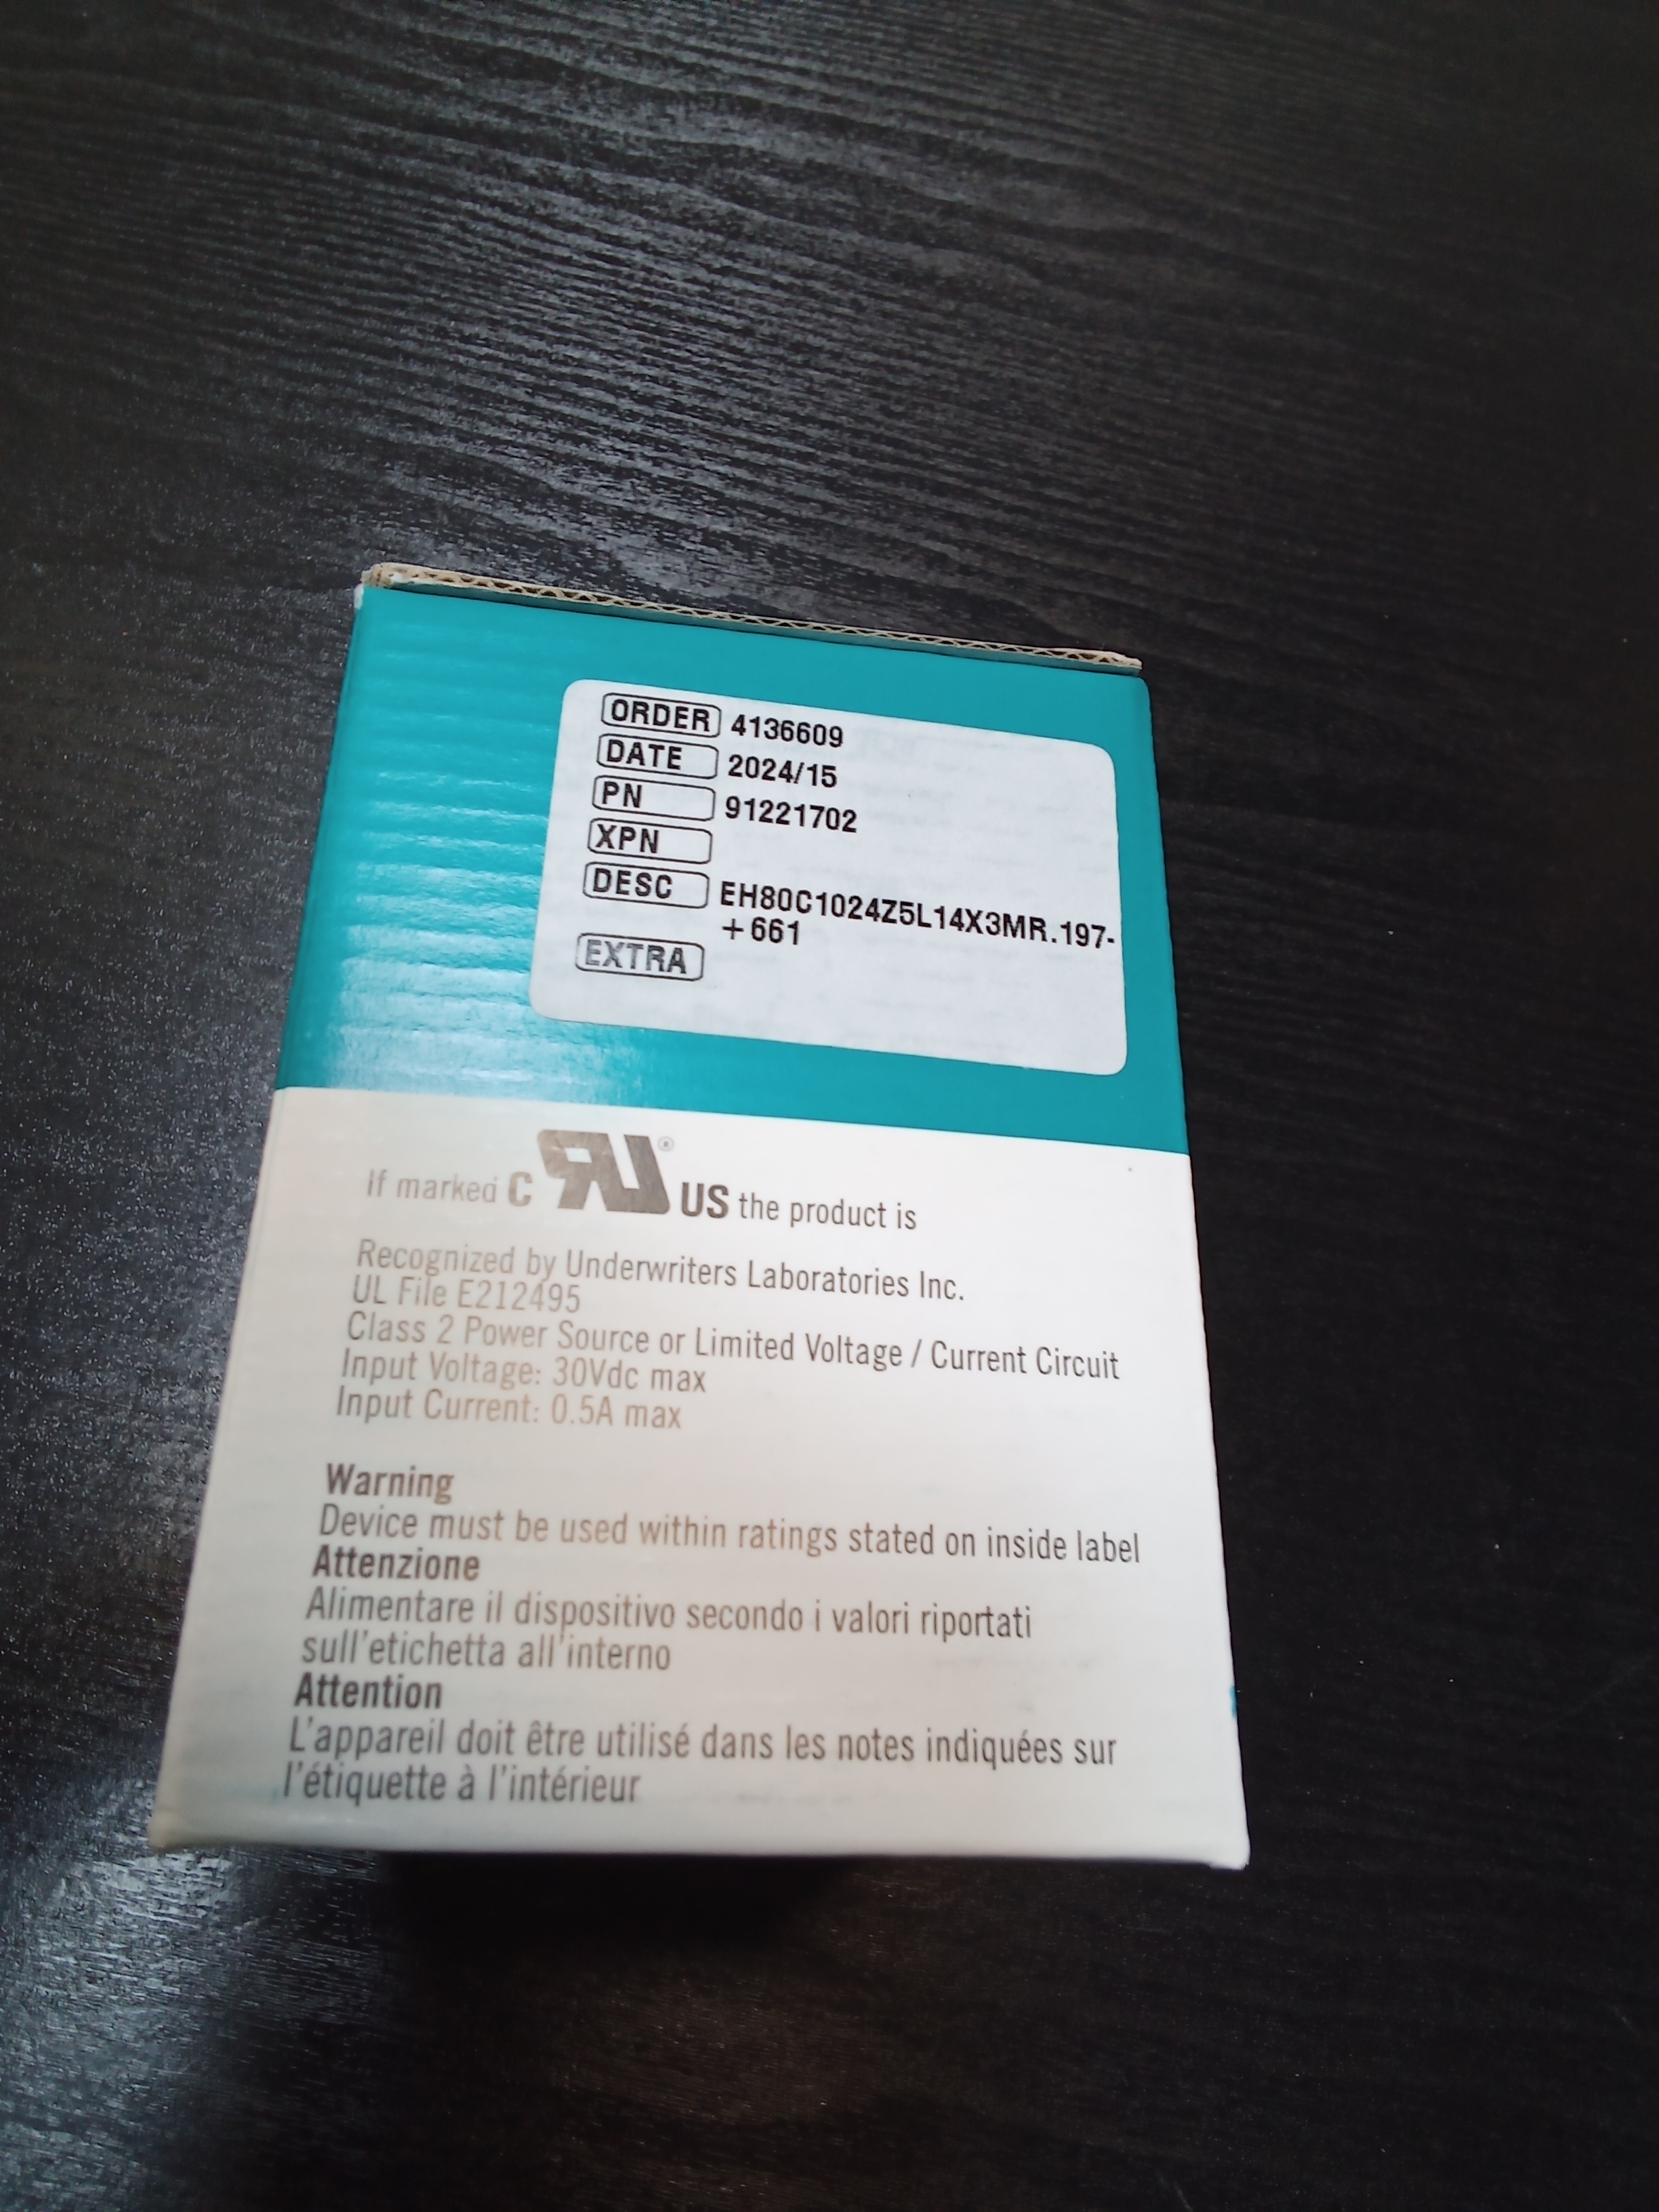 ORDER 4136609
DATE 2024/15
PN 91221702
XPN
DESC EH80C1024Z5L14X3MR.197-
+661
EXTRA
If marked C RU® US the product is
Recognized by Underwriters Laboratories Inc.
UL File E212495
Class 2 Power Source or Limited Voltage / Current Circuit
Input Voltage: 30Vdc max
Input Current: 0.5A max
Warning
Device must be used within ratings stated on inside label
Attenzione
Alimentare il dispositivo secondo i valori riportati
sull'etichetta all'interno
Attention
L'appareil doit être utilisé dans les notes indiquées sur
l'étiquette à l'intérieur